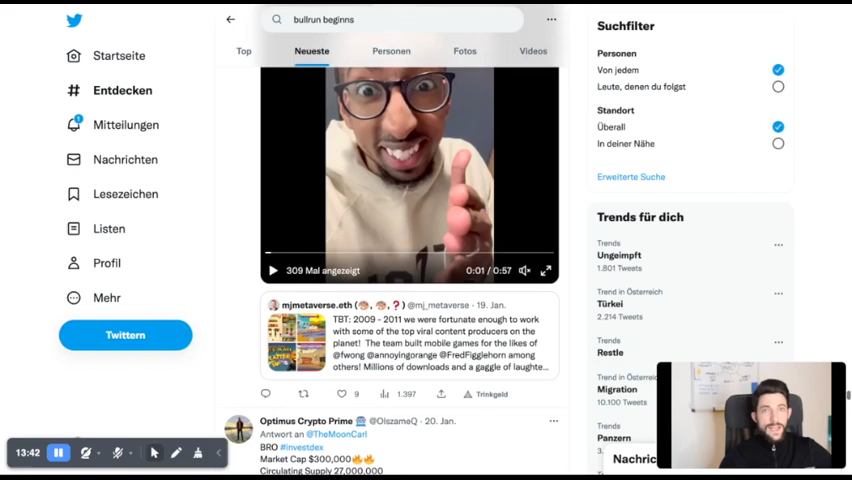 bullrun beginns
Top
Neueste
Personen
Fotos
Videos
Startseite
Entdecken
1
Mitteilungen
Nachrichten
Lesezeichen
Listen
Profil
Mehr
Twittern
309 Mal angezeigt
0:01 / 0:57
mjmetaverse.eth @mj_metaverse · 19. Jan.
TBT: 2009 - 2011 we were fortunate enough to work
with some of the top viral content producers on the
planet! The team built mobile games for the likes of
@fwong @annoyingorange @FredFigglehorn among
others! Millions of downloads and a gaggle of laughte...
9
1.397
Trinkgeld
Optimus Crypto Prime @OlszameQ · 20. Jan.
Antwort an @TheMoonCarl
BRO #investdex
Market Cap $300,000🔥🔥
Circulating Supply 27,000,000
13:42
Suchfilter
Personen
Von jedem
Leute, denen du folgst
Standort
Überall
In deiner Nähe
Erweiterte Suche
Trends für dich
Trends
Ungeimpft
1.801 Tweets
Trend in Österreich
Türkei
2.214 Tweets
Trends
Restle
Trend in Österreich
Migration
10.100 Tweets
Trends
Panzern
Nachric